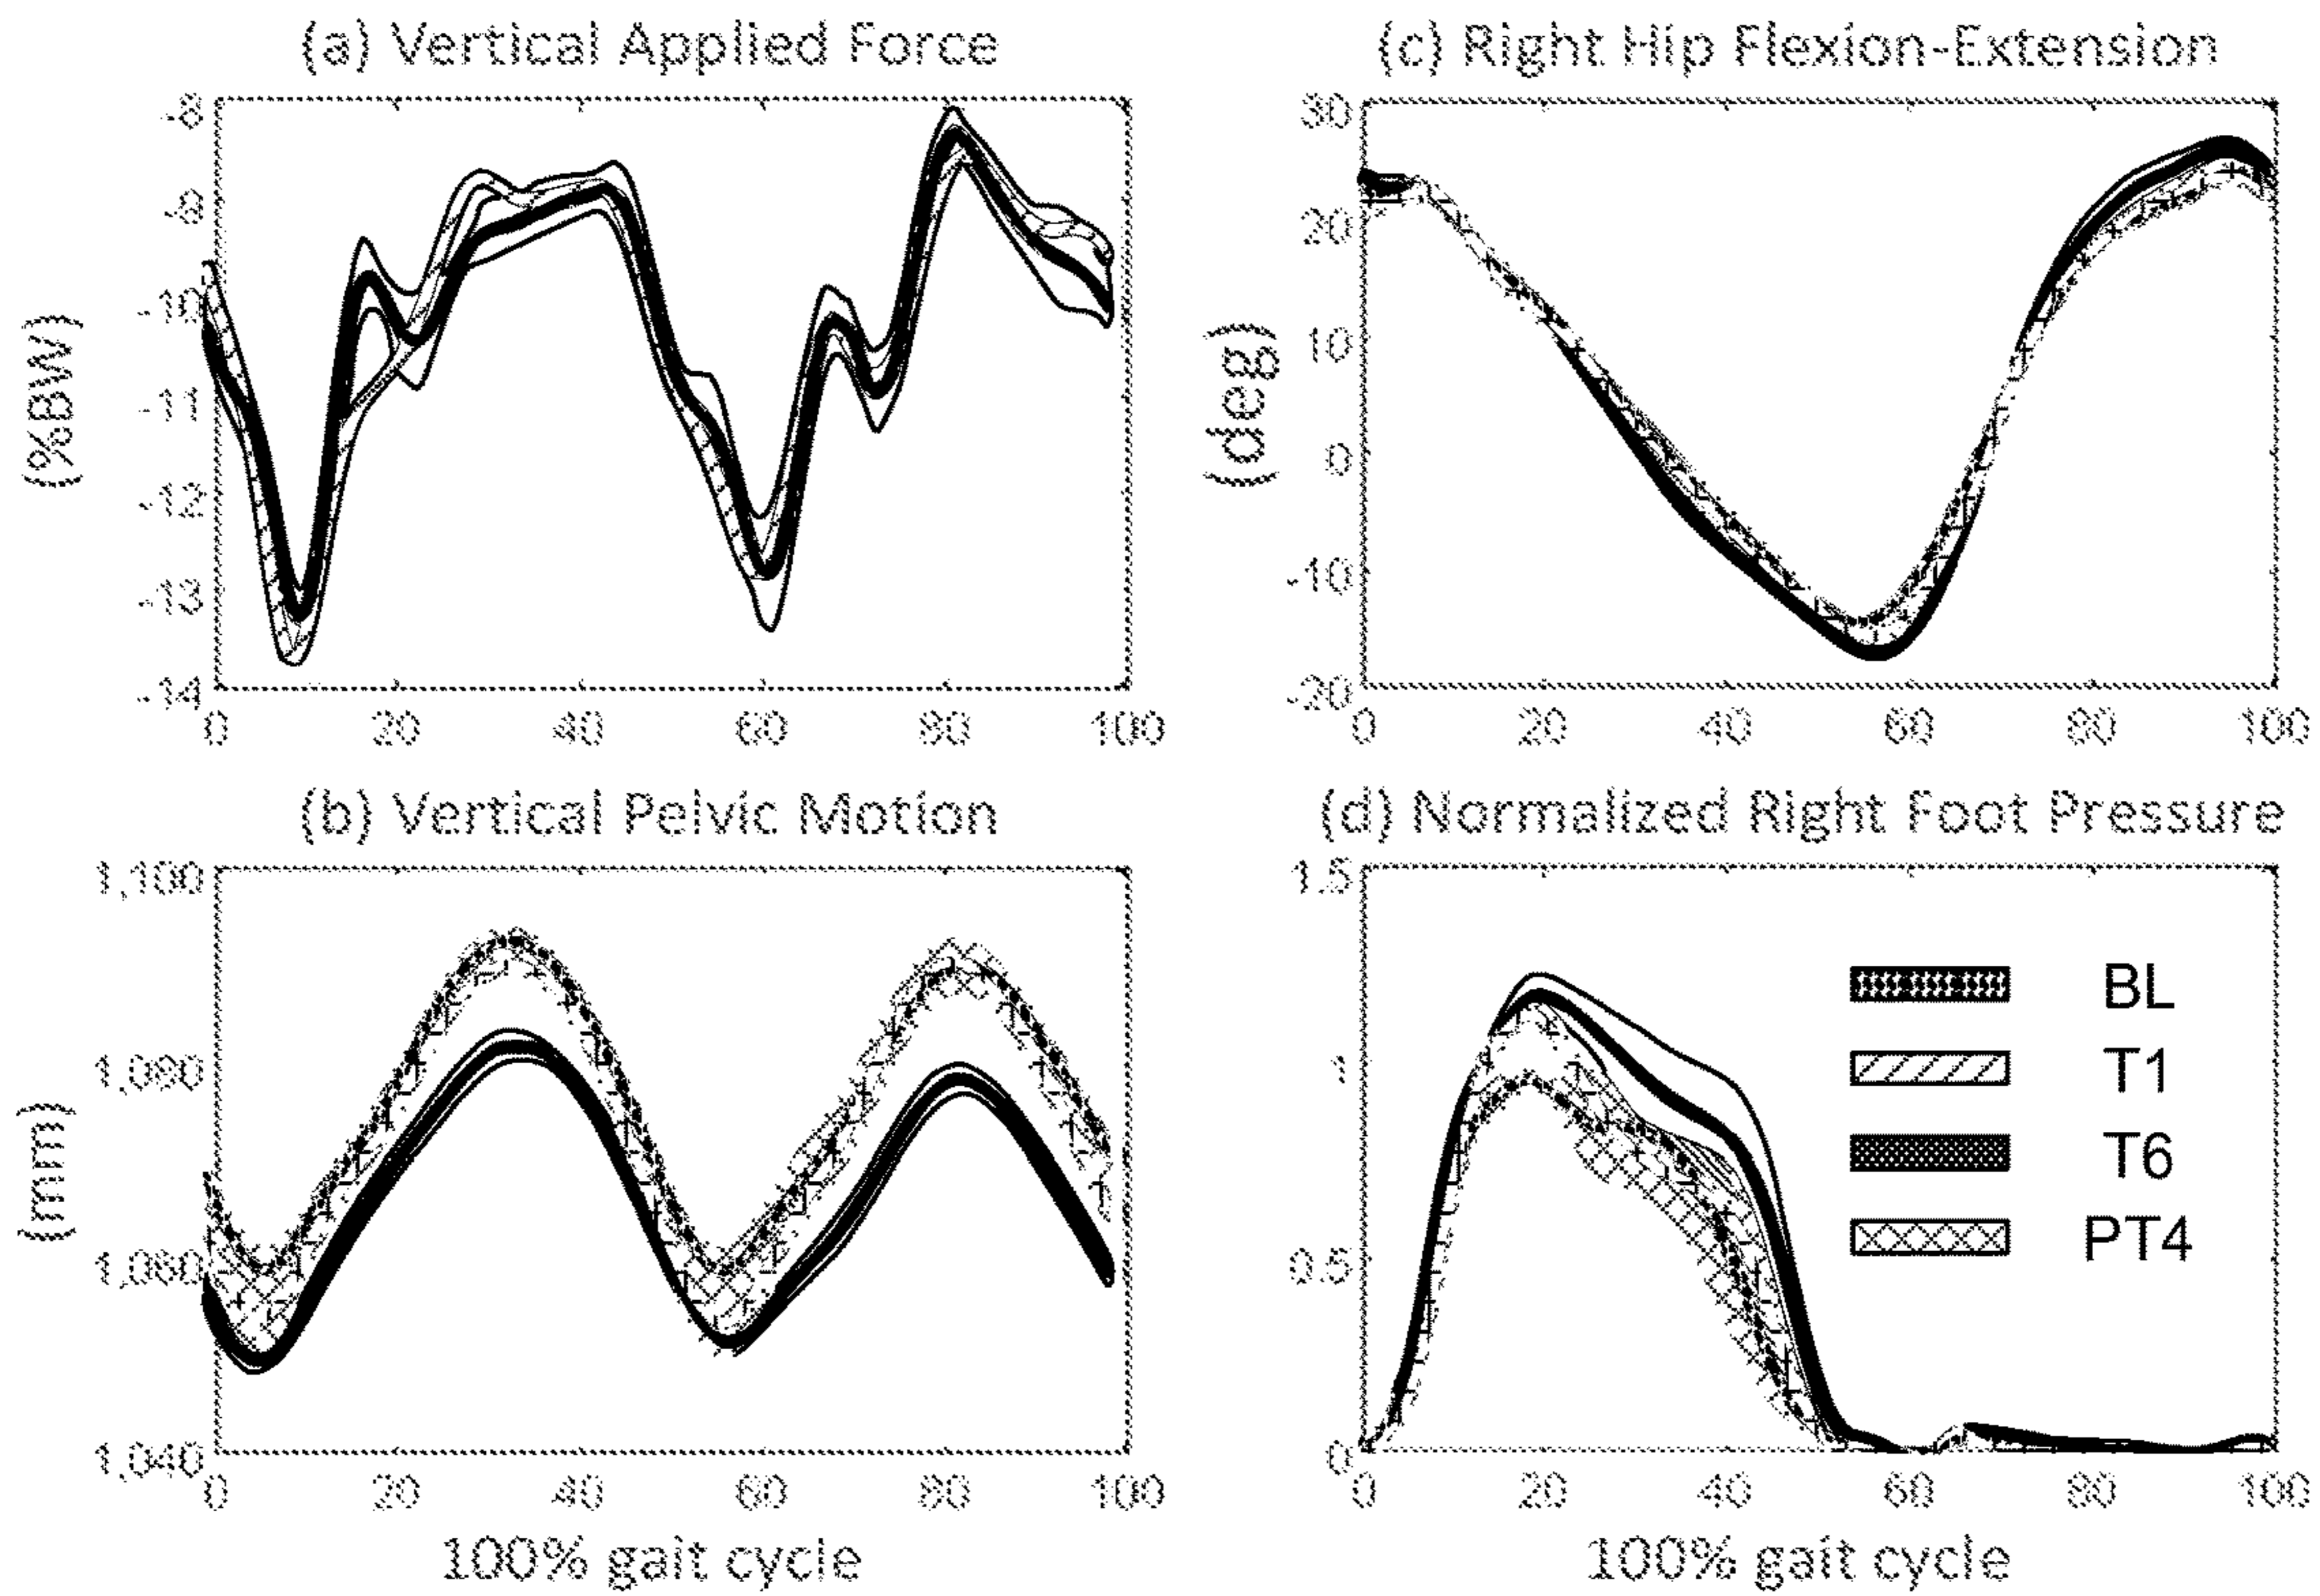 (a) Vertical Applied Force
-8
-9
-10
-11
-12
-13
-14
(%BW)
0 20 40 60 80 100
(c) Right Hip Flexion-Extension
30
20
10
0
-10
-20
(deg)
0 20 40 60 80 100
(b) Vertical Pelvic Motion
1,100
1,080
1,060
1,040
(mm)
0 20 40 60 80 100
100% gait cycle
(d) Normalized Right Foot Pressure
1.5
1
0.5
0
BL
T1
T6
PT4
0 20 40 60 80 100
100% gait cycle